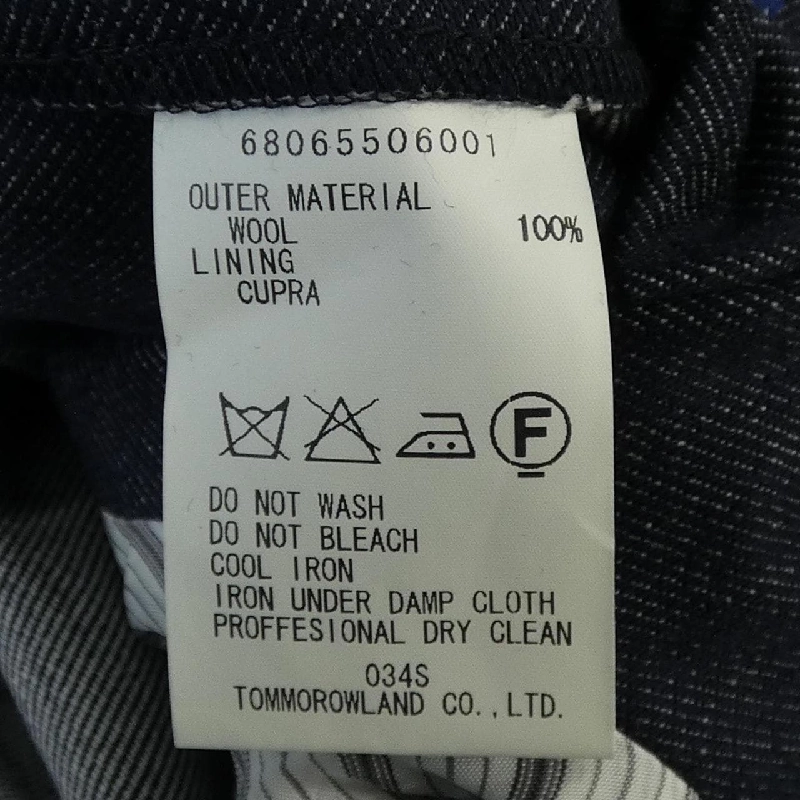 68065506001
OUTER MATERIAL
WOOL 100%
LINING
CUPRA
F
DO NOT WASH
DO NOT BLEACH
COOL IRON
IRON UNDER DAMP CLOTH
PROFFESIONAL DRY CLEAN
034S
TOMMOROWLAND CO.,LTD.